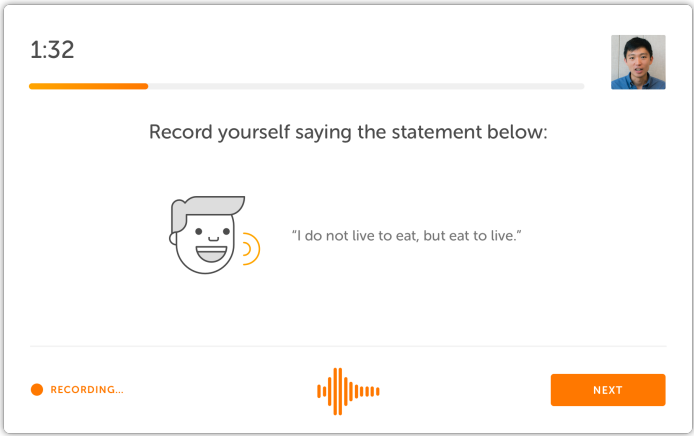 1:32
Record yourself saying the statement below:
“I do not live to eat, but eat to live.”
RECORDING...
NEXT